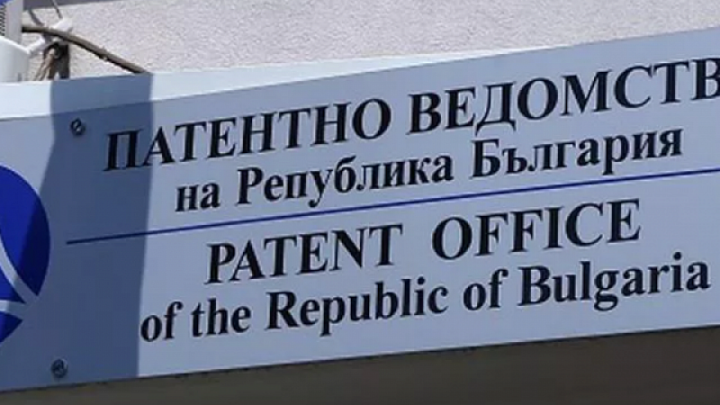 ПАТЕНТНО ВЕДОМСТВ
на Република България
PATENT OFFICE
of the Republic of Bulgaria